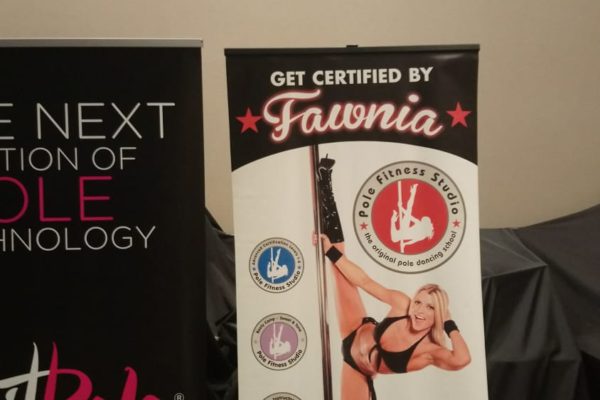 E NEXT
TION OF
OLE
HNOLOGY
®
GET CERTIFIED BY
Fawnia
Pole Fitness Studio
the original pole dancing school
Pole Fitness Studio
Pole Fitness Studio